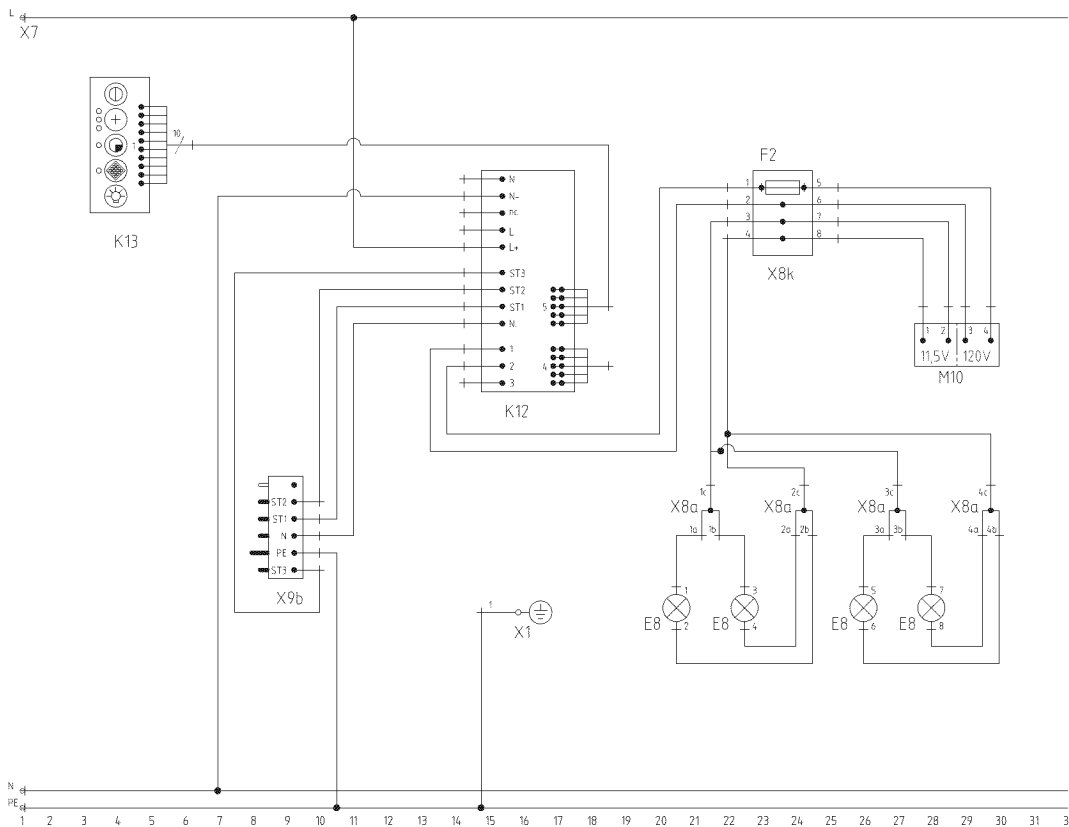 L
X7
10
1
K13
N
N-
L
L+
ST3
ST2
ST1
N.
1
2
3
5
4
K12
F2
1
2
3
4
5
6
7
8
X8k
1
2
3
4
11,5V
120V
M10
ST2
ST1
N
PE
ST3
X9b
1
X1
1c
2c
3c
4c
X8a
X8a
X8a
X8a
1a
1b
2a
2b
3a
3b
4a
4b
1
3
5
7
E8
E8
E8
E8
2
4
6
8
N
PE
1 2 3 4 5 6 7 8 9 10 11 12 13 14 15 16 17 18 19 20 21 22 23 24 25 26 27 28 29 30 31